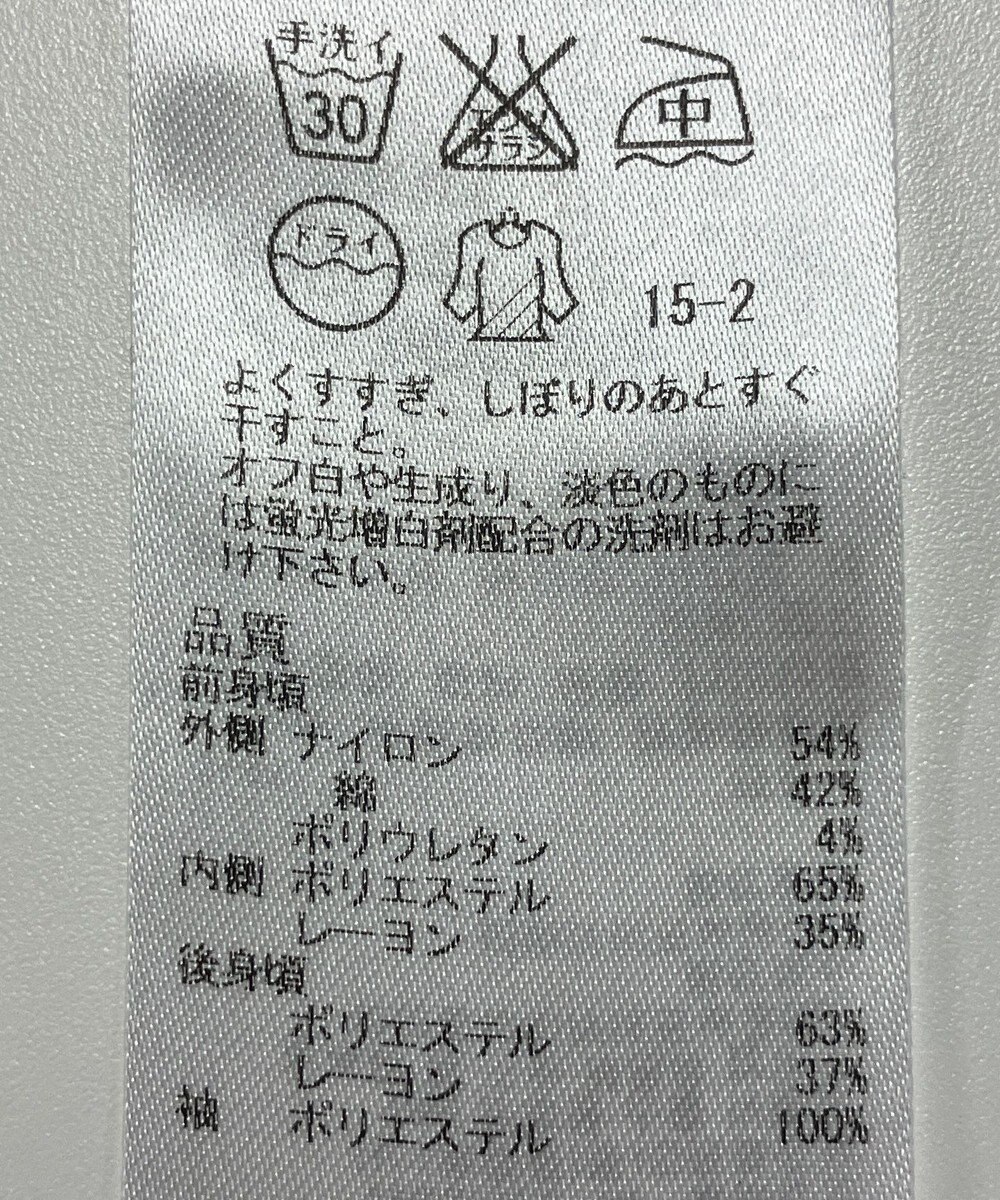 手洗イ
30
エンソ
サラシ
中
ドライ
15-2
よくすすぎ、しぼりのあとすぐ
干すこと。
オフ白や生成り、淡色のものに
は蛍光増白剤配合の洗剤はお避
け下さい。
品質
前身頃
外側 ナイロン 54%
綿 42%
ポリウレタン 4%
内側 ポリエステル 65%
レーヨン 35%
後身頃
ポリエステル 63%
レーヨン 37%
袖 ポリエステル 100%